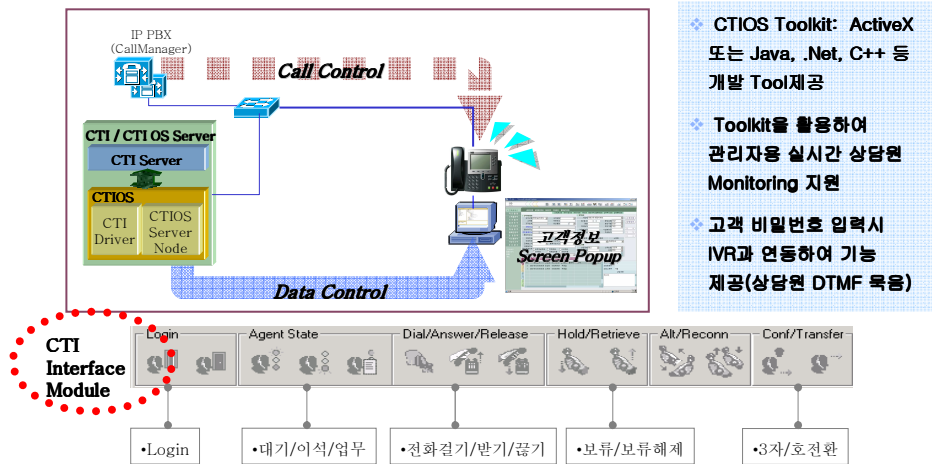 IP PBX
(CallManager)
Call Control
CTI / CTI OS Server
CTI Server
CTIOS
CTI
Driver
CTIOS
Server
Node
고객정보
Screen Popup
Data Control
CTIOS Toolkit: ActiveX
또는 Java, .Net, C++ 등
개발 Tool제공
Toolkit을 활용하여
관리자용 실시간 상담원
Monitoring 지원
고객 비밀번호 입력시
IVR과 연동하여 기능
제공(상담원 DTMF 묵음)
CTI
Interface
Module
Login
Agent State
Dial/Answer/Release
Hold/Retrieve
Alt/Reconn
Conf/Transfer
•Login
•대기/이석/업무
•전화걸기/받기/끊기
•보류/보류해제
•3자/호전환